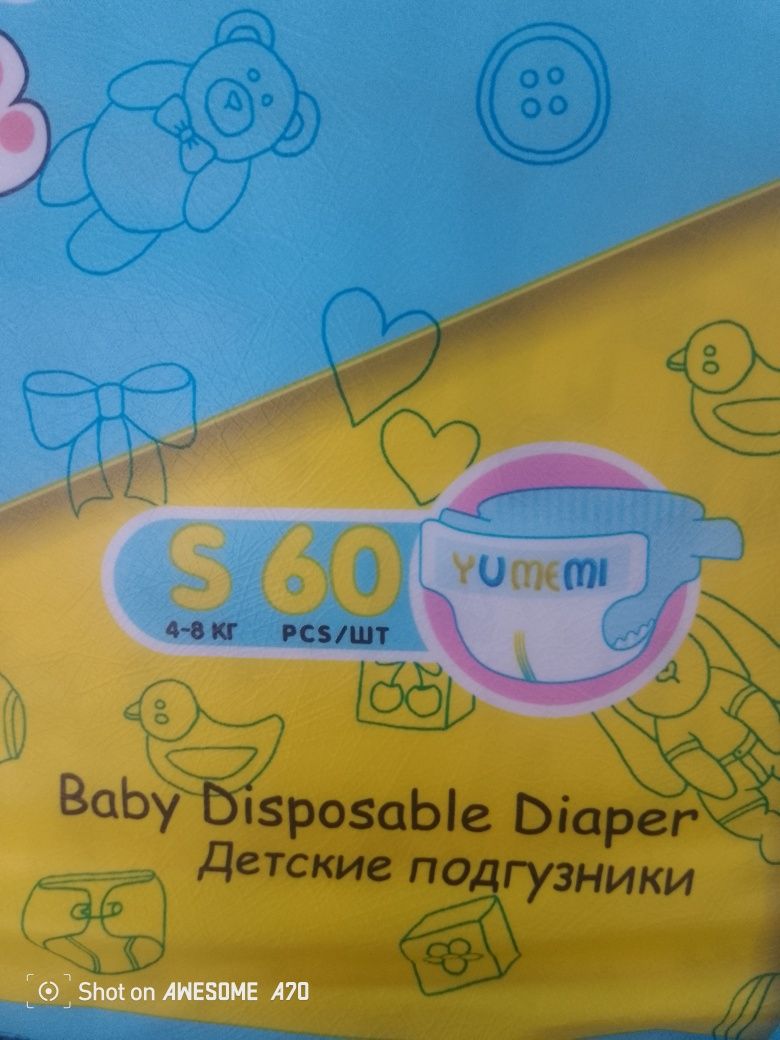 S 60
4-8 КГ PCS/ШТ
YUMEMI
Baby Disposable Diaper
Детские подгузники
Shot on AWESOME A70